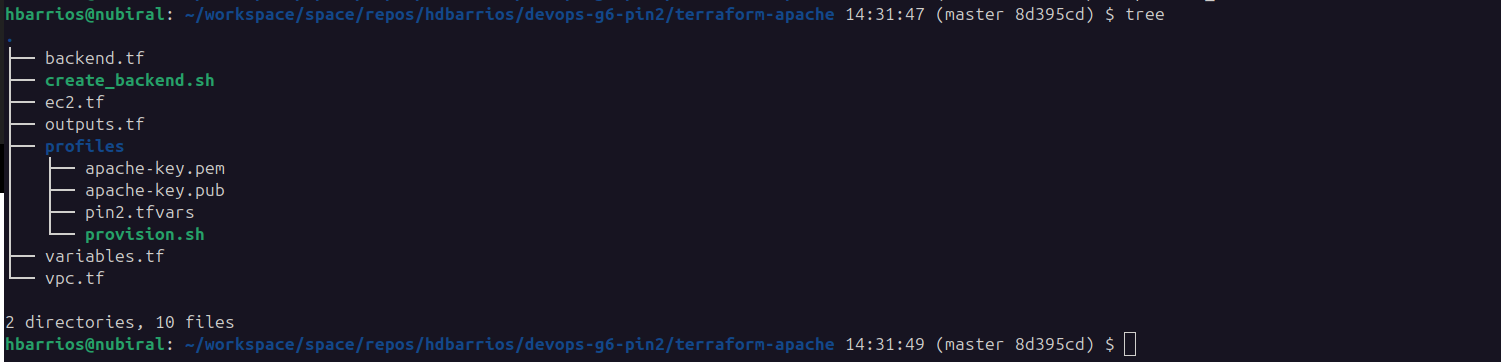 hbarrios@nubiral: ~/workspace/space/repos/hdbarrios/devops-g6-pin2/terraform-apache 14:31:47 (master 8d395cd) $ tree
.
├── backend.tf
├── create_backend.sh
├── ec2.tf
├── outputs.tf
├── profiles
│   ├── apache-key.pem
│   ├── apache-key.pub
│   ├── pin2.tfvars
│   └── provision.sh
├── variables.tf
└── vpc.tf
2 directories, 10 files
hbarrios@nubiral: ~/workspace/space/repos/hdbarrios/devops-g6-pin2/terraform-apache 14:31:49 (master 8d395cd) $